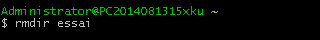 Administrator@PC2014081315xku ~
$ rmdir essai